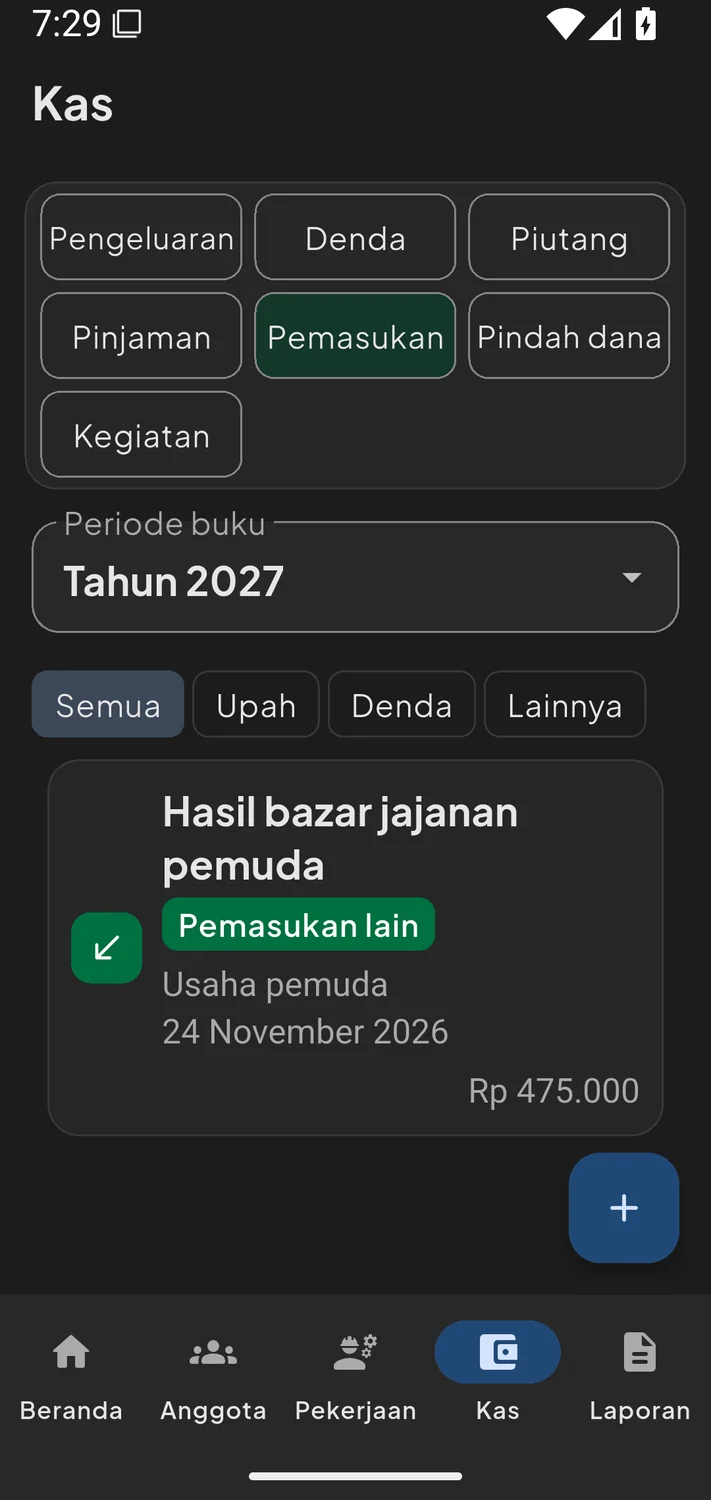 7:29
Kas
Pengeluaran
Denda
Piutang
Pinjaman
Pemasukan
Pindah dana
Kegiatan
Periode buku
Tahun 2027
Semua
Upah
Denda
Lainnya
Hasil bazar jajanan
pemuda
Pemasukan lain
Usaha pemuda
24 November 2026
Rp 475.000
Beranda
Anggota
Pekerjaan
Kas
Laporan